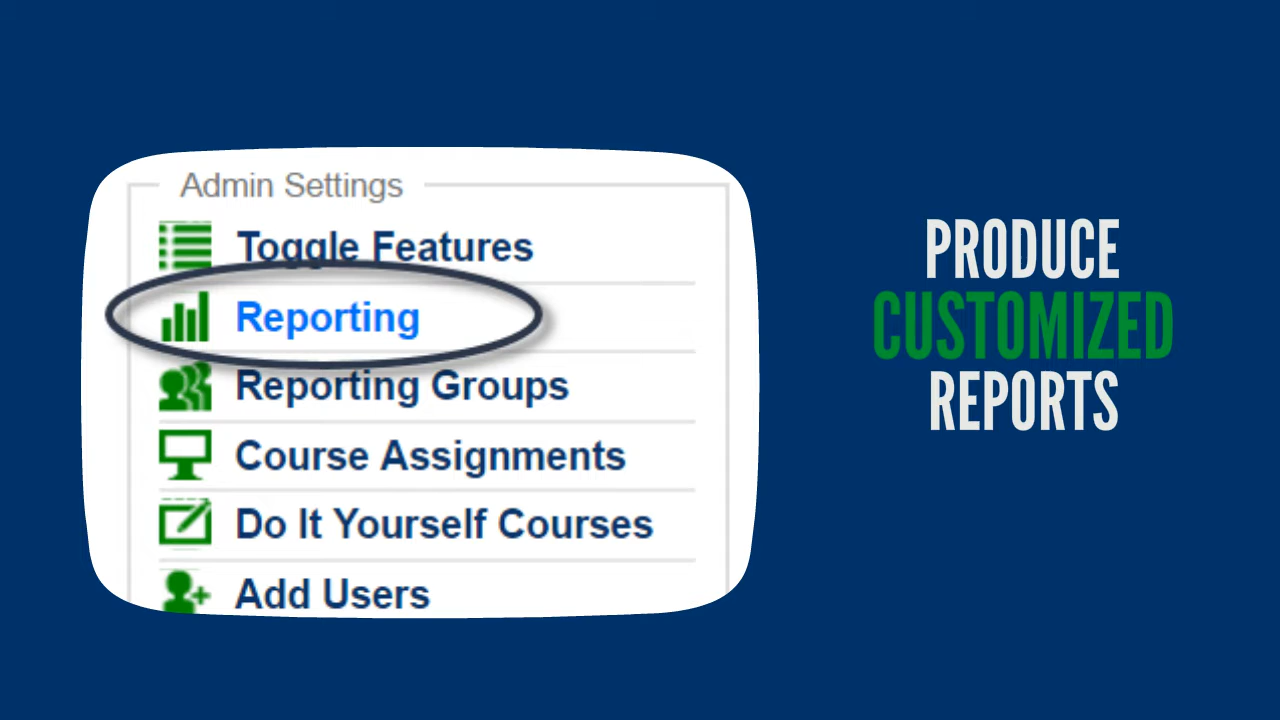 Admin Settings
Toggle Features
Reporting
Reporting Groups
Course Assignments
Do It Yourself Courses
Add Users
PRODUCE
CUSTOMIZED
REPORTS